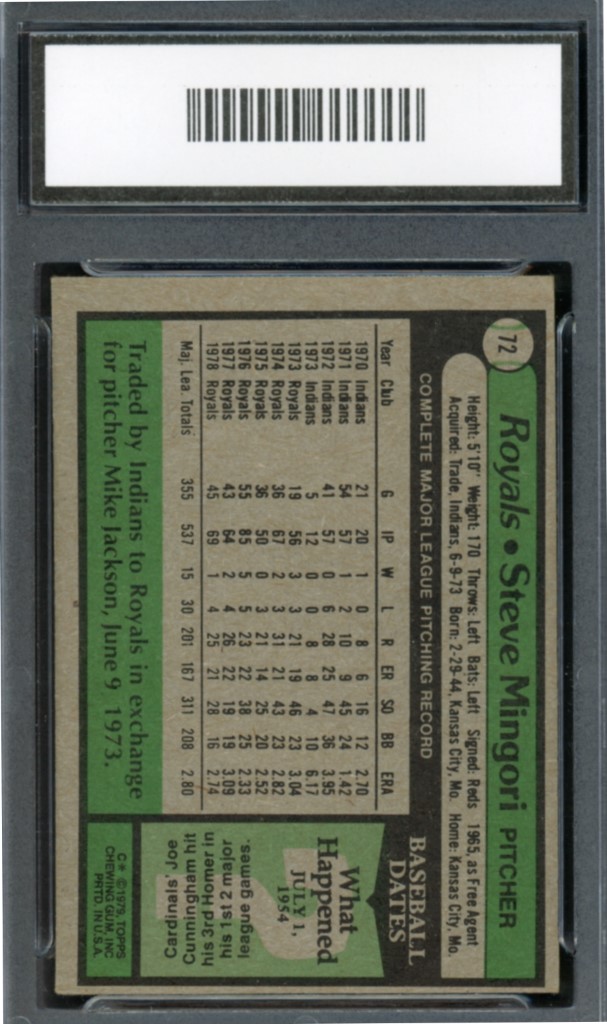 72
Royals • Steve Mingori PITCHER
Height: 5'10" Weight: 170 Throws: Left Bats: Left Signed: Reds 1965, as Free Agent
Acquired: Trade, Indians, 6-9-73 Born: 2-29-44, Kansas City, Mo. Home: Kansas City, Mo.
COMPLETE MAJOR LEAGUE PITCHING RECORD
Year Club G IP W L R ER SO BB ERA
1970 Indians 21 20 1 0 8 6 16 12 2.70
1971 Indians 54 57 1 2 10 9 45 24 1.42
1972 Indians 41 57 0 6 28 25 47 36 3.95
1973 Indians 5 12 0 0 8 8 4 10 6.17
1973 Royals 19 56 3 3 21 19 46 23 3.04
1974 Royals 36 67 2 3 31 21 43 23 2.82
1975 Royals 36 50 0 3 21 14 25 20 2.52
1976 Royals 55 85 5 5 23 22 38 25 2.33
1977 Royals 43 64 2 4 26 22 19 19 3.09
1978 Royals 45 69 1 4 25 21 28 16 2.74
Maj. Lea. Totals 355 537 15 30 201 167 311 208 2.80
Traded by Indians to Royals in exchange
for pitcher Mike Jackson, June 9 1973.
BASEBALL
DATES
What
Happened
JULY 1,
1954
Cardinals, Joe
Cunningham hit
his 3rd Homer in
his 1st 2 major
league games.
C* ©1979, TOPPS
CHEWING GUM, INC
PRTD. IN U.S.A.